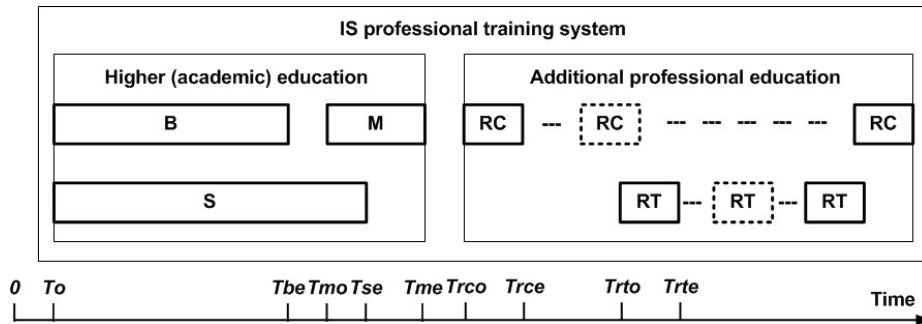 IS professional training system
Higher (academic) education
Additional professional education
B
M
RC
RC
RC
S
RT
RT
RT
0
To
Tbe
Tmo
Tse
Tme
Trco
Trce
Trto
Trte
Time